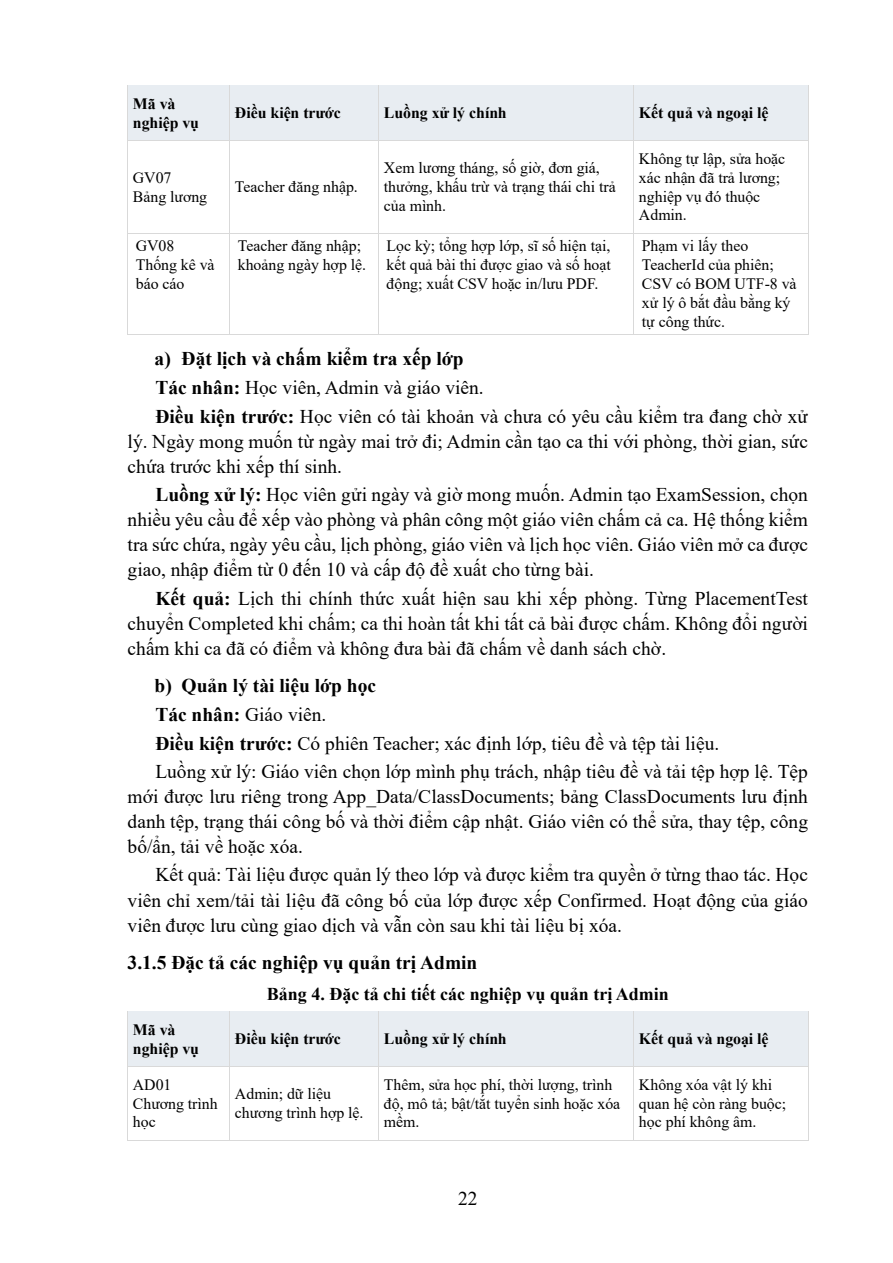 Mã và
nghiệp vụ
Điều kiện trước
Luồng xử lý chính
Kết quả và ngoại lệ
GV07
Bảng lương
Teacher đăng nhập.
Xem lương tháng, số giờ, đơn giá,
thưởng, khấu trừ và trạng thái chi trả
của mình.
Không tự lập, sửa hoặc
xác nhận đã trả lương;
nghiệp vụ đó thuộc
Admin.
GV08
Thống kê và
báo cáo
Teacher đăng nhập;
khoảng ngày hợp lệ.
Lọc kỳ; tổng hợp lớp, sĩ số hiện tại,
kết quả bài thi được giao và số hoạt
động; xuất CSV hoặc in/lưu PDF.
Phạm vi lấy theo
TeacherId của phiên;
CSV có BOM UTF-8 và
xử lý ô bắt đầu bằng ký
tự công thức.
a) Đặt lịch và chấm kiểm tra xếp lớp
Tác nhân: Học viên, Admin và giáo viên.
Điều kiện trước: Học viên có tài khoản và chưa có yêu cầu kiểm tra đang chờ xử
lý. Ngày mong muốn từ ngày mai trở đi; Admin cần tạo ca thi với phòng, thời gian, sức
chứa trước khi xếp thí sinh.
Luồng xử lý: Học viên gửi ngày và giờ mong muốn. Admin tạo ExamSession, chọn
nhiều yêu cầu để xếp vào phòng và phân công một giáo viên chấm cả ca. Hệ thống kiểm
tra sức chứa, ngày yêu cầu, lịch phòng, giáo viên và lịch học viên. Giáo viên mở ca được
giao, nhập điểm từ 0 đến 10 và cấp độ đề xuất cho từng bài.
Kết quả: Lịch thi chính thức xuất hiện sau khi xếp phòng. Từng PlacementTest
chuyển Completed khi chấm; ca thi hoàn tất khi tất cả bài được chấm. Không đổi người
chấm khi ca đã có điểm và không đưa bài đã chấm về danh sách chờ.
b) Quản lý tài liệu lớp học
Tác nhân: Giáo viên.
Điều kiện trước: Có phiên Teacher; xác định lớp, tiêu đề và tệp tài liệu.
Luồng xử lý: Giáo viên chọn lớp mình phụ trách, nhập tiêu đề và tải tệp hợp lệ. Tệp
mới được lưu riêng trong App_Data/ClassDocuments; bảng ClassDocuments lưu định
danh tệp, trạng thái công bố và thời điểm cập nhật. Giáo viên có thể sửa, thay tệp, công
bố/ẩn, tải về hoặc xóa.
Kết quả: Tài liệu được quản lý theo lớp và được kiểm tra quyền ở từng thao tác. Học
viên chỉ xem/tải tài liệu đã công bố của lớp được xếp Confirmed. Hoạt động của giáo
viên được lưu cùng giao dịch và vẫn còn sau khi tài liệu bị xóa.
3.1.5 Đặc tả các nghiệp vụ quản trị Admin
Bảng 4. Đặc tả chi tiết các nghiệp vụ quản trị Admin
Mã và
nghiệp vụ
Điều kiện trước
Luồng xử lý chính
Kết quả và ngoại lệ
AD01
Chương trình
học
Admin; dữ liệu
chương trình hợp lệ.
Thêm, sửa học phí, thời lượng, trình
độ, mô tả; bật/tắt tuyển sinh hoặc xóa
mềm.
Không xóa vật lý khi
quan hệ còn ràng buộc;
học phí không âm.
22